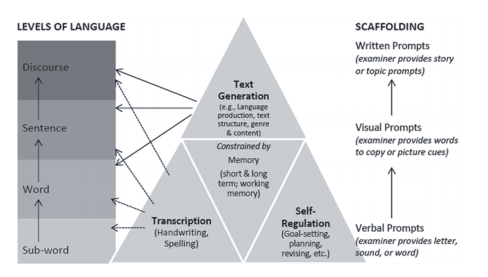 LEVELS OF LANGUAGE
Discourse
Sentence
Word
Sub-word
Text
Generation
(e.g., Language
production, text
structure, genre
& content)
Constrained by
Memory
(short & long
term; working
memory)
Transcription
(Handwriting,
Spelling)
Self-
Regulation
(Goal-setting,
planning,
revising, etc.)
SCAFFOLDING
Written Prompts
(examiner provides story
or topic prompts)
Visual Prompts
(examiner provides words
to copy or picture cues)
Verbal Prompts
(examiner provides letter,
sound, or word)